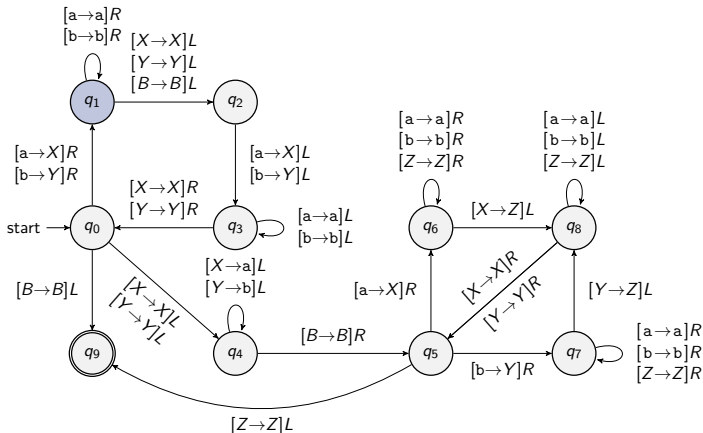 [a→a]R
[b→b]R
[X→X]L
[Y→Y]L
[B→B]L
q1
q2
[a→a]R
[b→b]R
[Z→Z]R
[a→a]L
[b→b]L
[Z→Z]L
[a→X]R
[b→Y]R
[a→X]L
[b→Y]L
[X→X]R
[Y→Y]R
start
q0
q3
[a→a]L
[b→b]L
q6
[X→Z]L
q8
[X→a]L
[Y→b]L
[B→B]L
[X→X]L
[Y→Y]L
[a→X]R
[X→X]R
[Y→Y]R
[Y→Z]L
q9
q4
[B→B]R
q5
[b→Y]R
q7
[a→a]R
[b→b]R
[Z→Z]R
[Z→Z]L